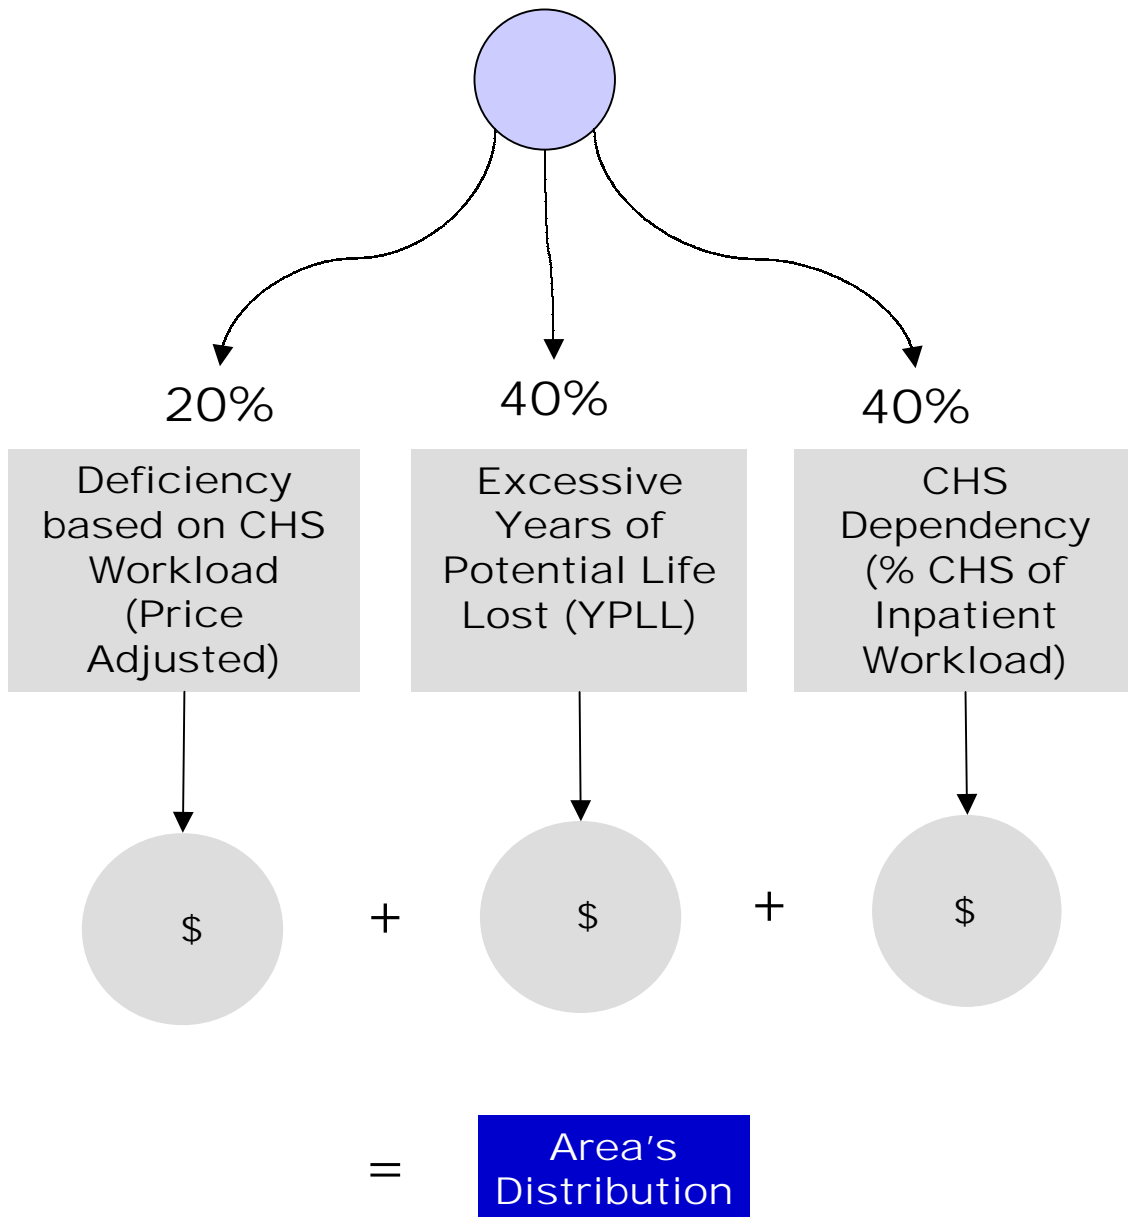 20%
40%
40%
Deficiency
based on CHS
Workload
(Price
Adjusted)
Excessive
Years of
Potential Life
Lost (YPLL)
CHS
Dependency
(% CHS of
Inpatient
Workload)
$
+
$
+
$
=
Area's
Distribution